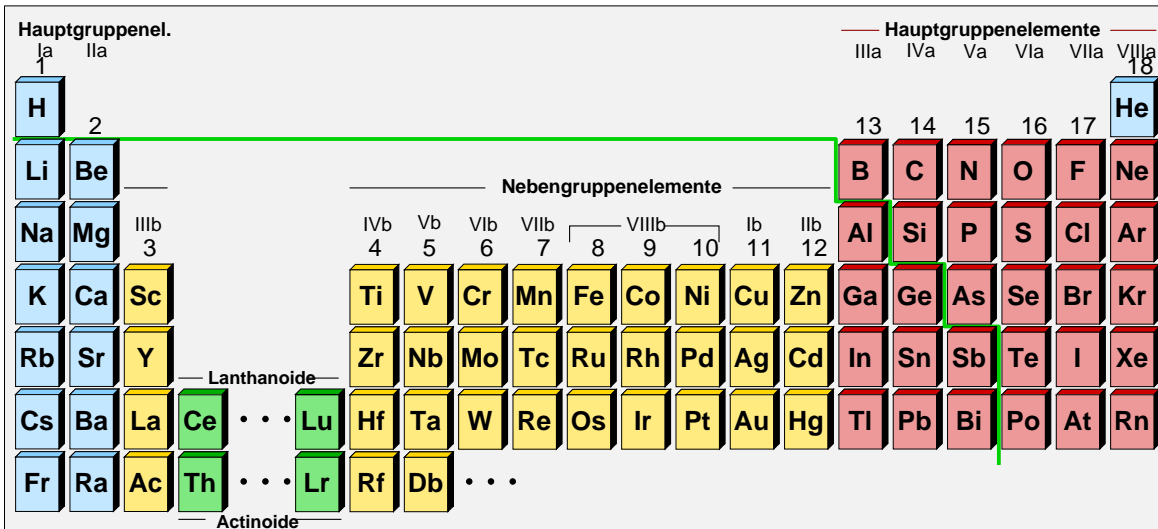 Hauptgruppenel. Hauptgruppenelemente
Ia IIa IIIa IVa Va VIa VIIa VIIIa
1 18
H He
2 13 14 15 16 17
Li Be B C N O F Ne
Nebengruppenelemente
IIIb IVb Vb VIb VIIb VIIIb Ib IIb
Na Mg Al Si P S Cl Ar
3 4 5 6 7 8 9 10 11 12
K Ca Sc Ti V Cr Mn Fe Co Ni Cu Zn Ga Ge As Se Br Kr
Rb Sr Y Zr Nb Mo Tc Ru Rh Pd Ag Cd In Sn Sb Te I Xe
Lanthanoide
Cs Ba La Ce • • • Lu Hf Ta W Re Os Ir Pt Au Hg Tl Pb Bi Po At Rn
Fr Ra Ac Th • • • Lr Rf Db • • •
Actinoide